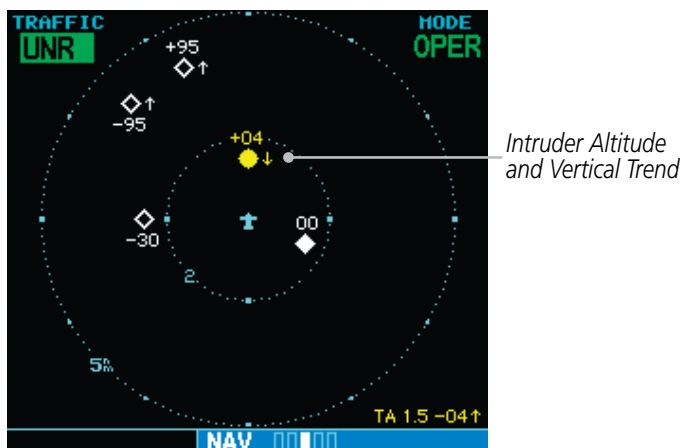 TRAFFIC
MODE
UNR
OPER
+95
↑
↑
-95
+04
↓
Intruder Altitude
and Vertical Trend
-30
00
2
5nm
TA 1.5 -04↑
NAV